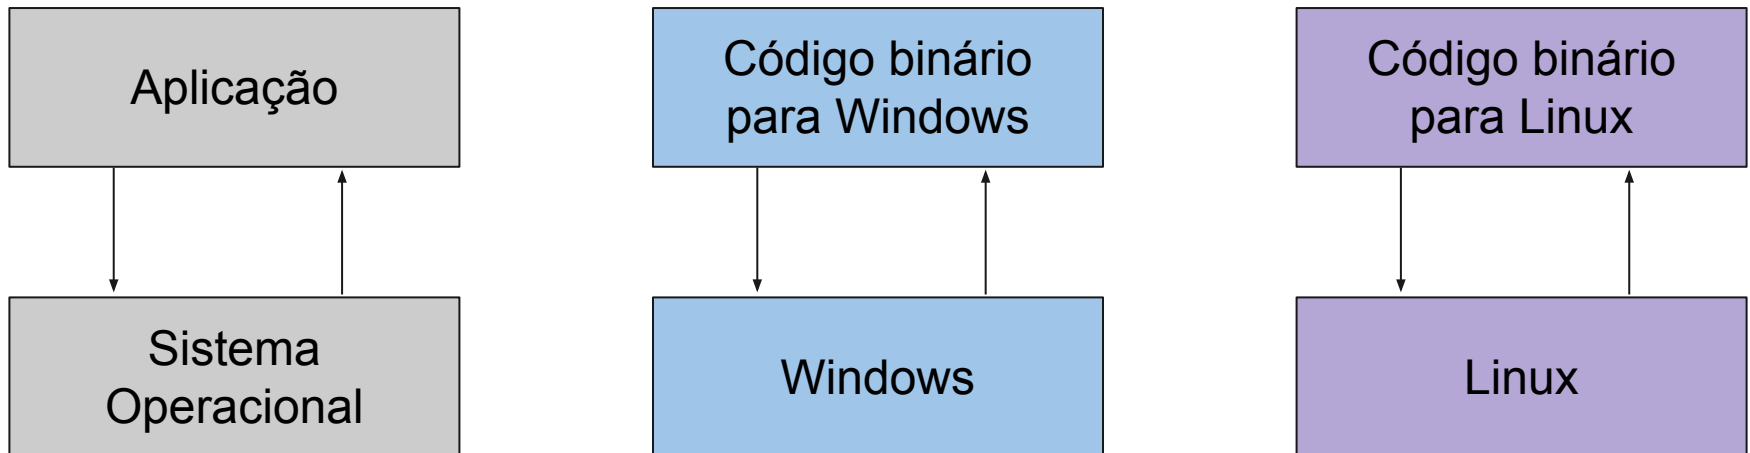 Aplicação
Código binário
para Windows
Código binário
para Linux
Sistema
Operacional
Windows
Linux